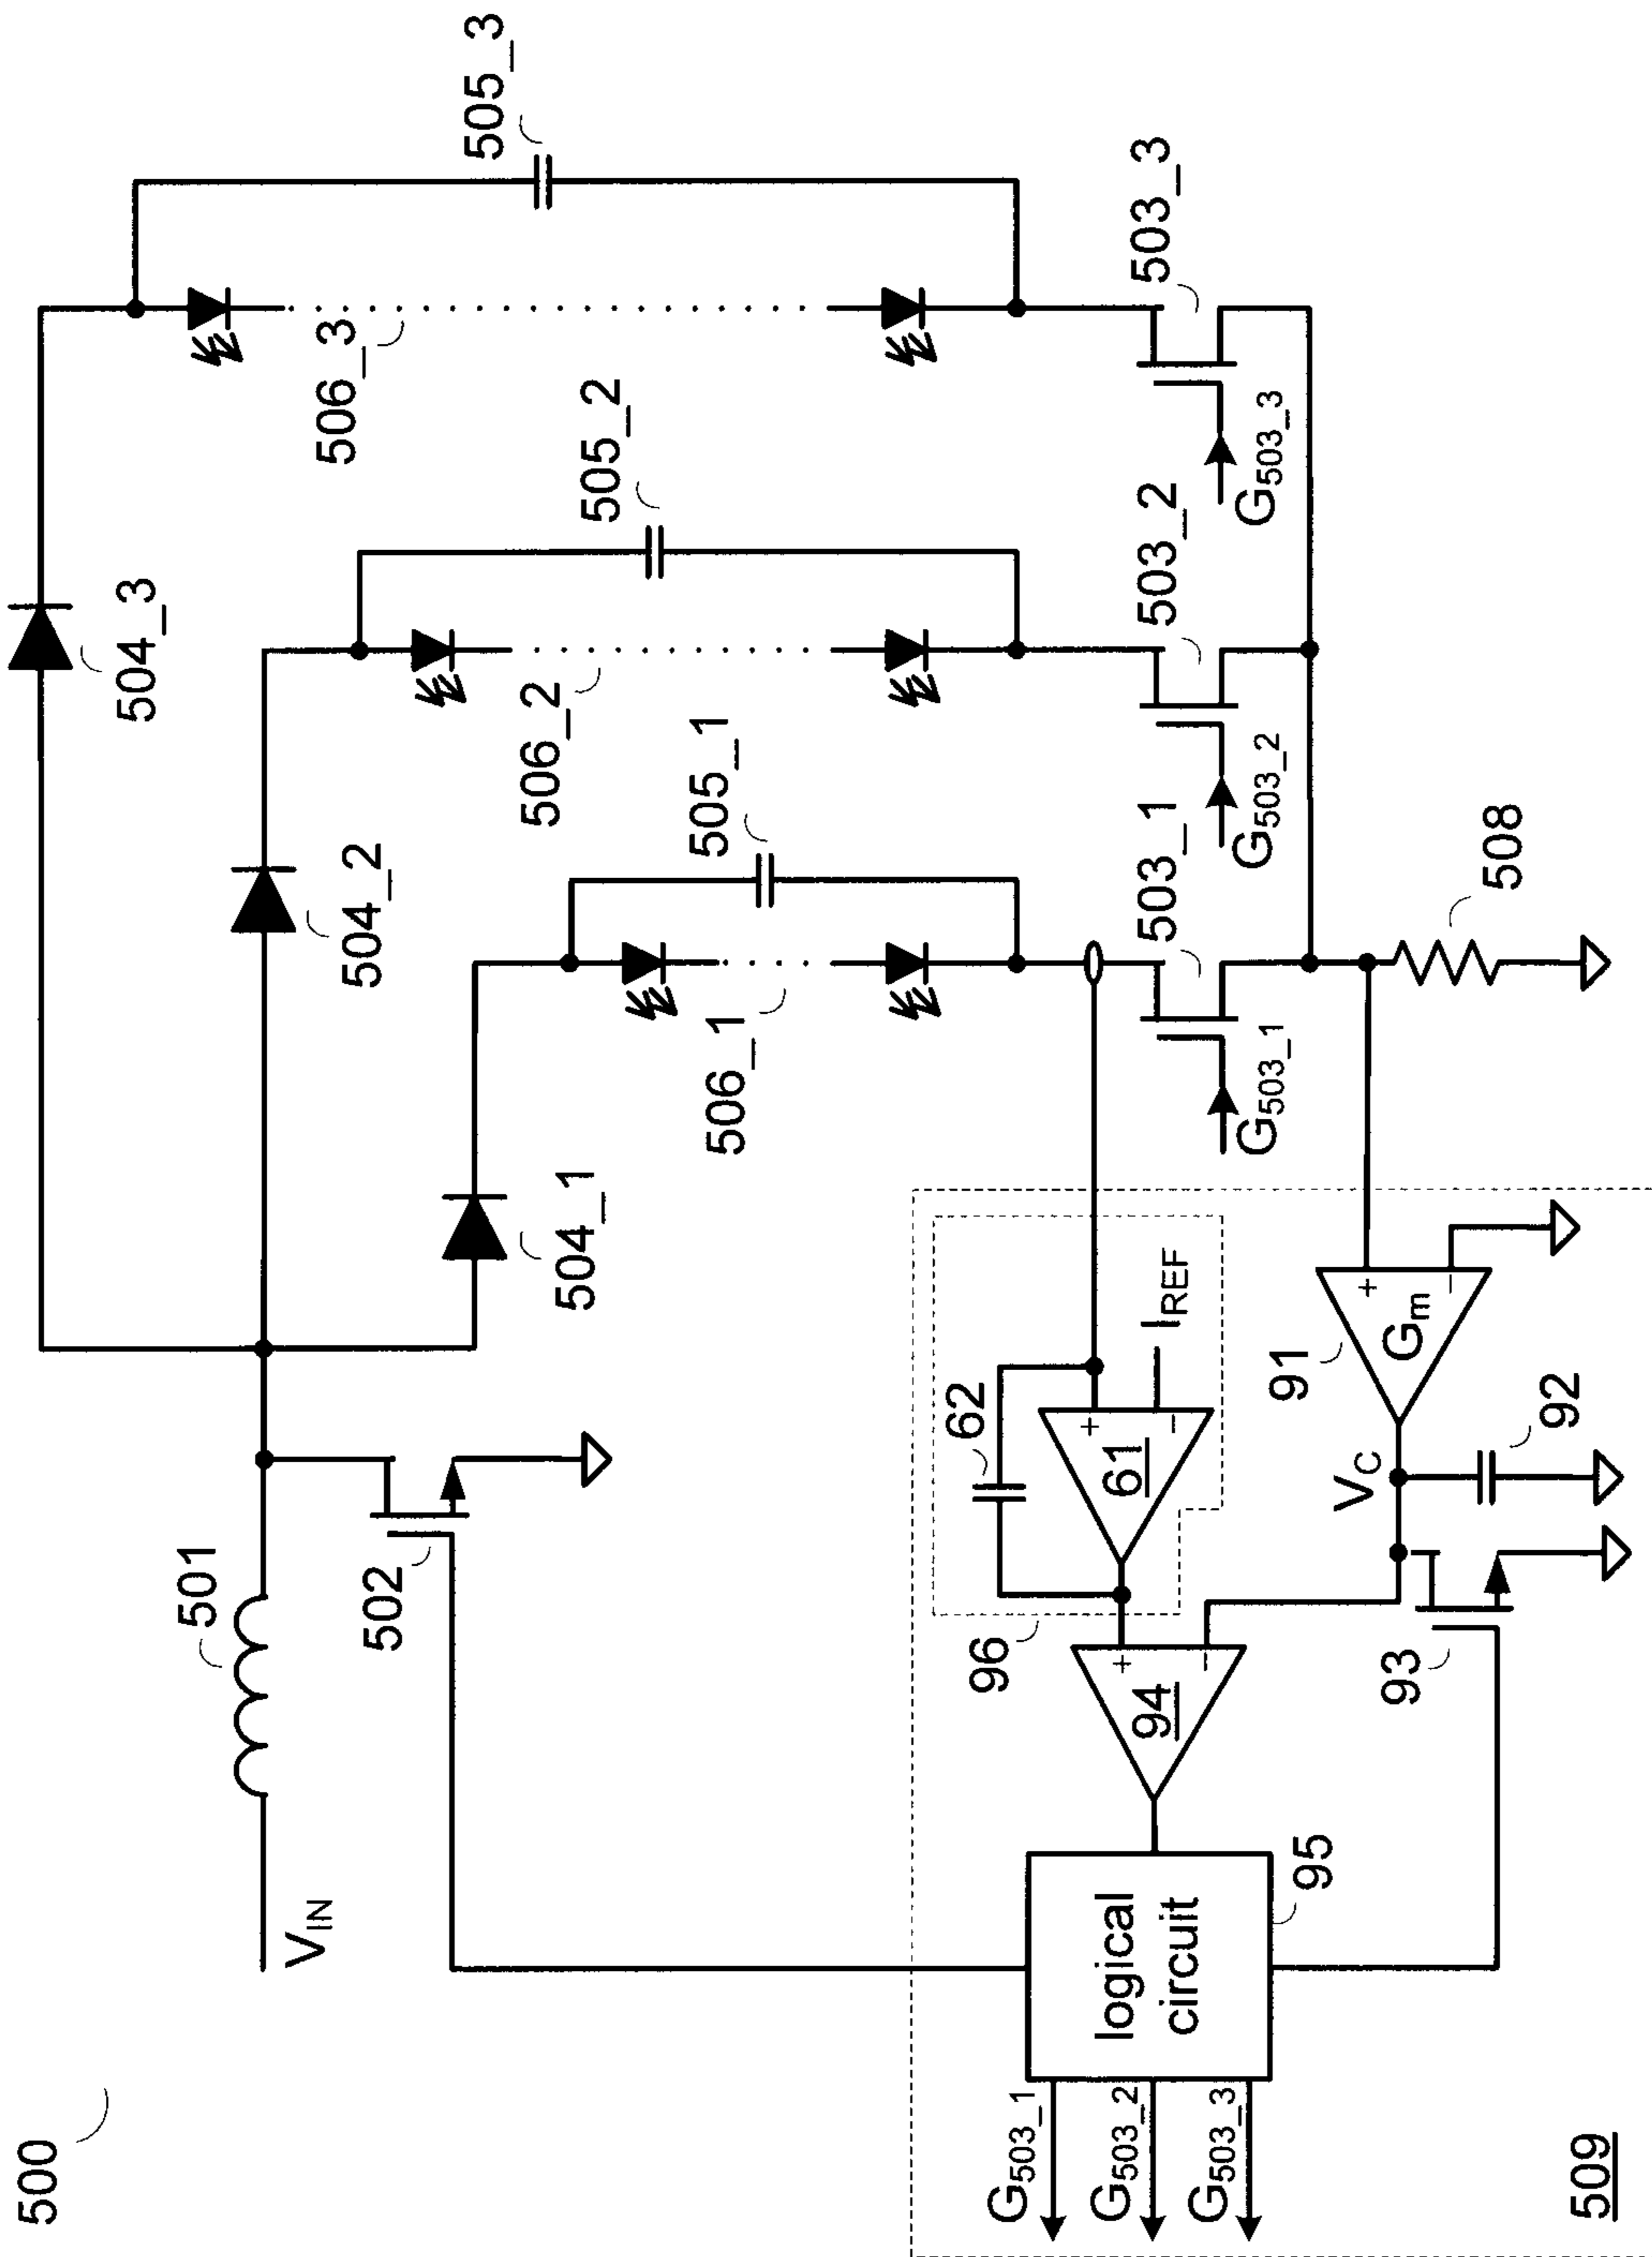 500
V_IN
501
502
504_3
504_2
504_1
505_3
506_3
505_2
506_2
505_1
506_1
503_3
G503_3
503_2
G503_2
503_1
G503_1
508
+
−
I_REF
62
61
96
+
−
G_m
91
V_C
92
93
+
−
94
logical
circuit
95
G503_1
G503_2
G503_3
509